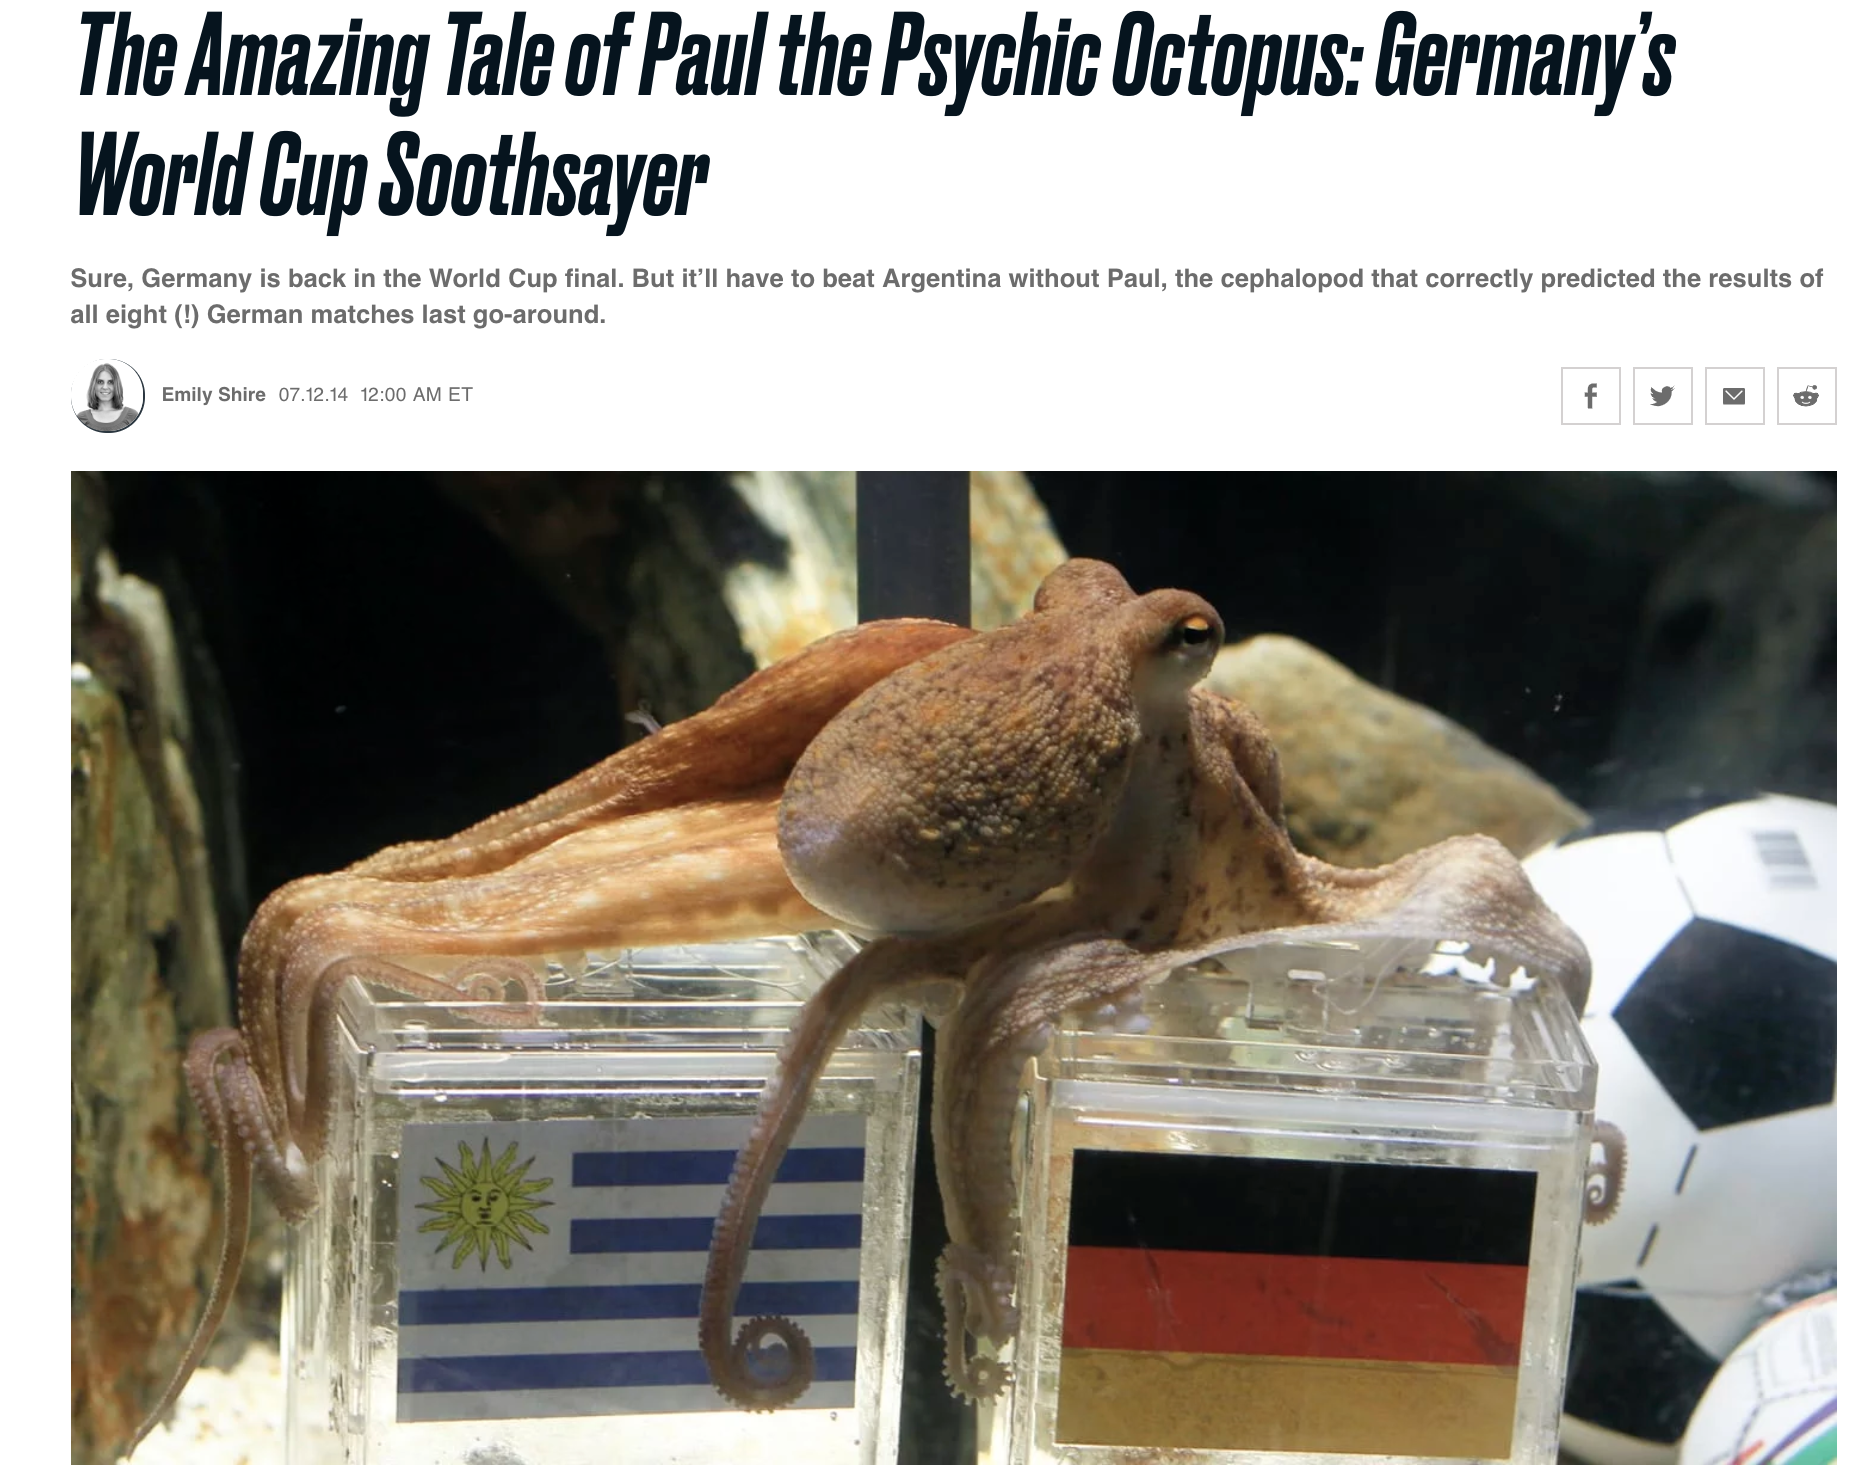 The Amazing Tale of Paul the Psychic Octopus: Germany’s
World Cup Soothsayer
Sure, Germany is back in the World Cup final. But it’ll have to beat Argentina without Paul, the cephalopod that correctly predicted the results of
all eight (!) German matches last go-around.
Emily Shire 07.12.14 12:00 AM ET